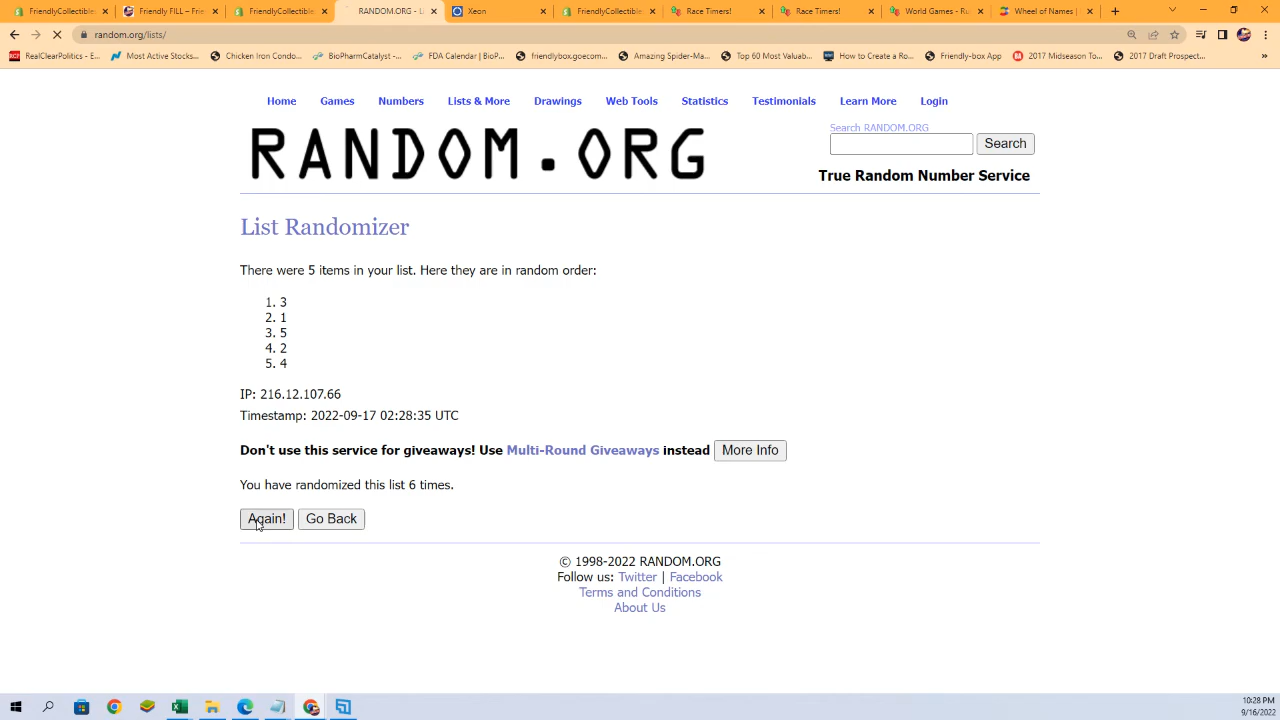 FriendlyCollectible
Friendly FILL – Frie
FriendlyCollectible
RANDOM.ORG - Li
Xeon
FriendlyCollectible
Race Timers!
Race Timers!
World Games - Ru
Wheel of Names |
random.org/lists/
RealClearPolitics - E...
Most Active Stocks...
Chicken Iron Condo...
BioPharmCatalyst -...
FDA Calendar | BioP...
friendlybox.goecom...
Amazing Spider-Ma...
Top 60 Most Valuab...
How to Create a Ro...
Friendly-box App
2017 Midseason To...
2017 Draft Prospect...
Home Games Numbers Lists & More Drawings Web Tools Statistics Testimonials Learn More Login
Search RANDOM.ORG
RANDOM.ORG
Search
True Random Number Service
List Randomizer
There were 5 items in your list. Here they are in random order:
1. 3
2. 1
3. 5
4. 2
5. 4
IP: 216.12.107.66
Timestamp: 2022-09-17 02:28:35 UTC
Don't use this service for giveaways! Use Multi-Round Giveaways instead More Info
You have randomized this list 6 times.
Again! Go Back
© 1998-2022 RANDOM.ORG
Follow us: Twitter | Facebook
Terms and Conditions
About Us
10:28 PM
9/16/2022